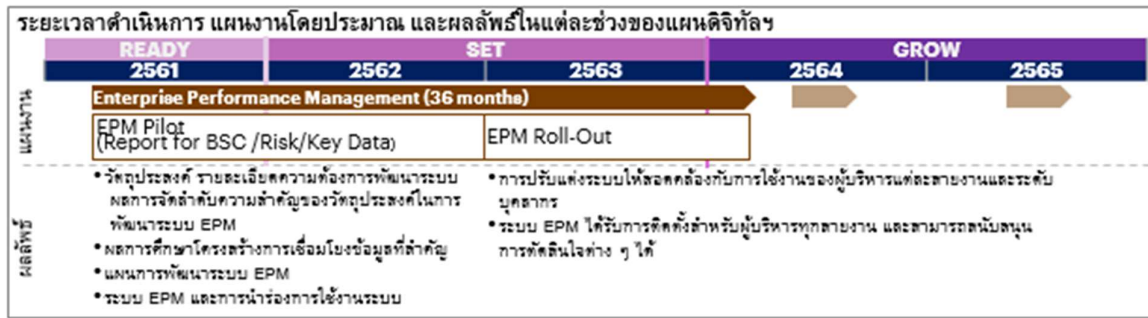 ระยะเวลาดำเนินการ แผนงานโดยประมาณ และผลลัพธ์ในแต่ละช่วงของแผนดิจิทัลฯ
READY SET GROW
2561 2562 2563 2564 2565
แผนงาน
Enterprise Performance Management (36 months)
EPM Pilot
(Report for BSC /Risk/Key Data)
EPM Roll-Out
ผลลัพธ์
•วัตถุประสงค์ รายละเอียดความต้องการพัฒนาระบบ
ผลการจัดลำดับความสำคัญของวัตถุประสงค์ในการ
พัฒนาระบบ EPM
•ผลการศึกษาโครงสร้างการเชื่อมโยงข้อมูลที่สำคัญ
•แผนการพัฒนาระบบ EPM
•ระบบ EPM และการนำร่องการใช้งานระบบ
•การปรับแต่งระบบให้สอดคล้องกับการใช้งานของผู้บริหารแต่ละสายงานและระดับ
บุคลากร
•ระบบ EPM ได้รับการติดตั้งสำหรับผู้บริหารทุกสายงาน และสามารถสนับสนุน
การตัดสินใจต่าง ๆ ได้